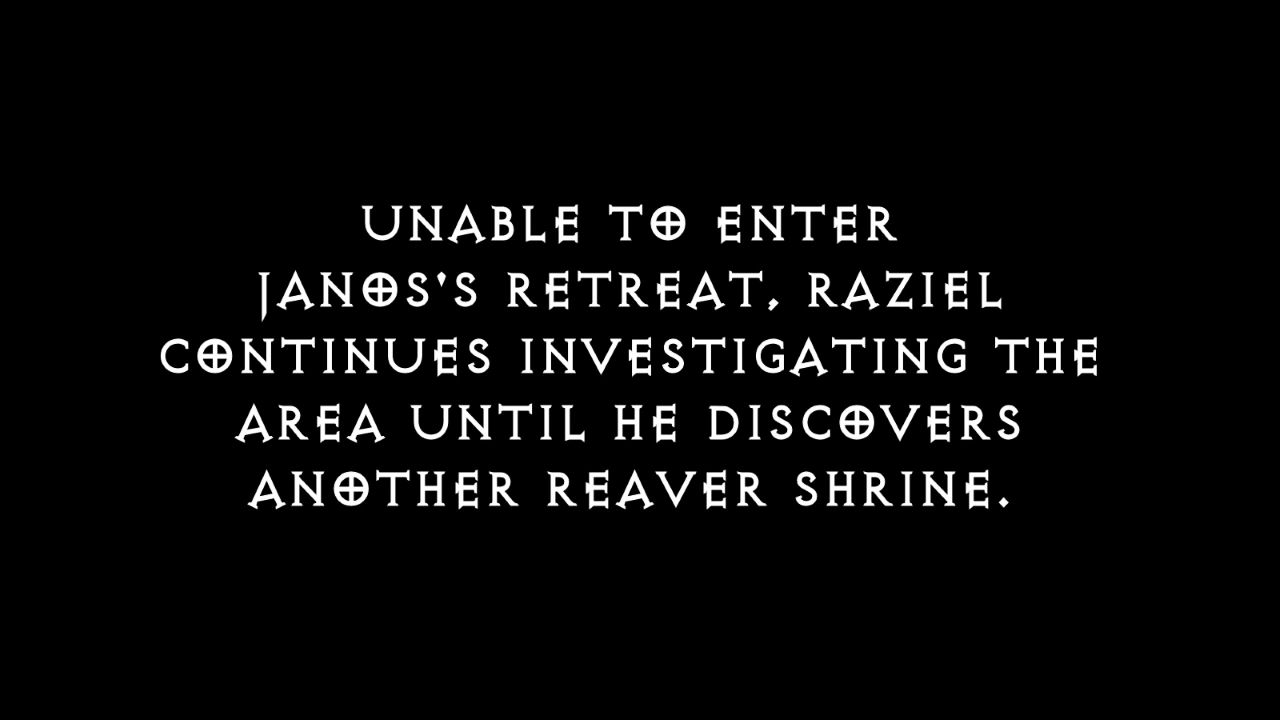 UNABLE TO ENTER
JANOS'S RETREAT, RAZIEL
CONTINUES INVESTIGATING THE
AREA UNTIL HE DISCOVERS
ANOTHER REAVER SHRINE.